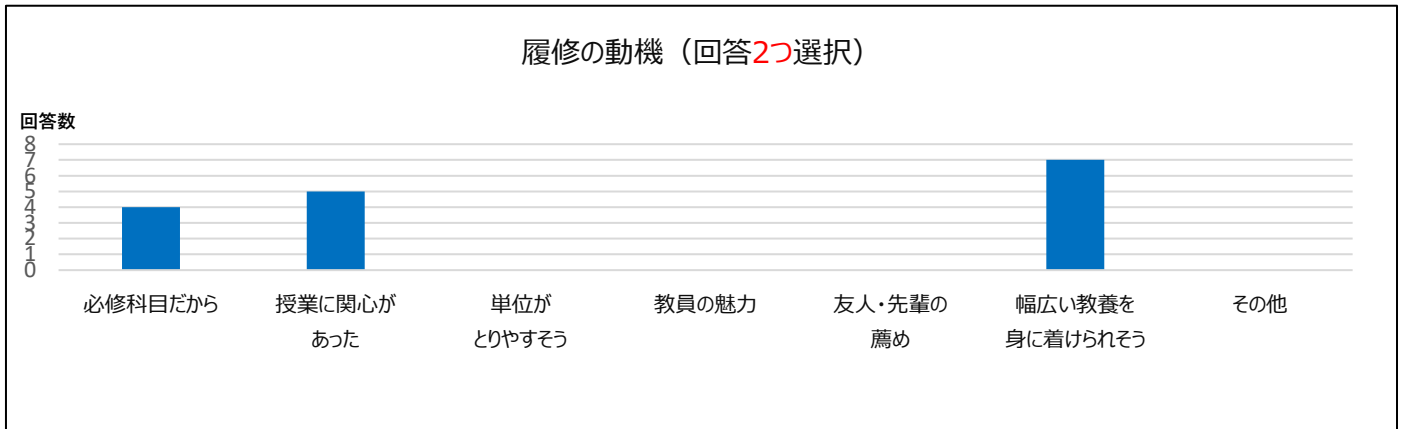 履修の動機（回答2つ選択）
回答数
8
7
6
5
4
3
2
1
0
必修科目だから
授業に関心が
あった
単位が
とりやすそう
教員の魅力
友人・先輩の
薦め
幅広い教養を
身に着けられそう
その他